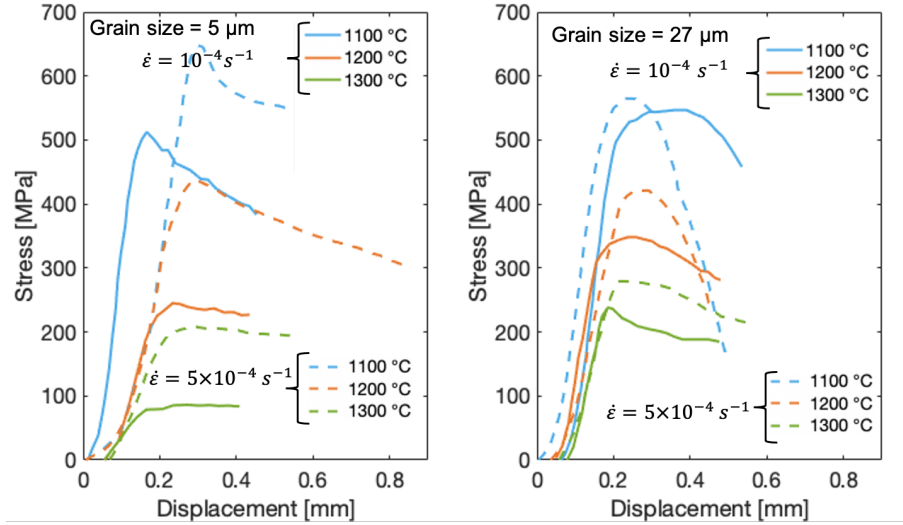 Grain size = 5 µm
ε̇ = 10⁻⁴ s⁻¹
1100 °C
1200 °C
1300 °C
ε̇ = 5×10⁻⁴ s⁻¹
1100 °C
1200 °C
1300 °C
700
600
500
400
300
200
100
0
Stress [MPa]
0
0.2
0.4
0.6
0.8
Displacement [mm]
Grain size = 27 µm
ε̇ = 10⁻⁴ s⁻¹
1100 °C
1200 °C
1300 °C
ε̇ = 5×10⁻⁴ s⁻¹
1100 °C
1200 °C
1300 °C
700
600
500
400
300
200
100
0
Stress [MPa]
0
0.2
0.4
0.6
0.8
Displacement [mm]